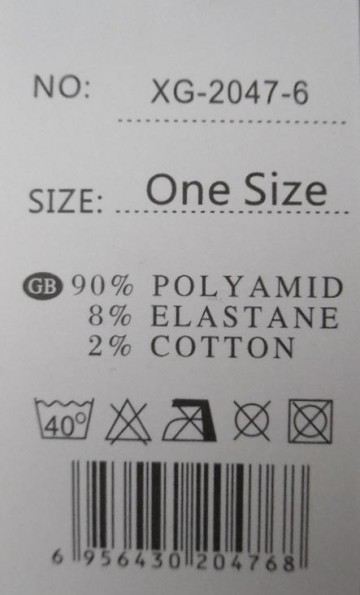 NO: XG-2047-6
SIZE: One Size
GB 90% POLYAMID
8% ELASTANE
2% COTTON
40°
6 956430 204768